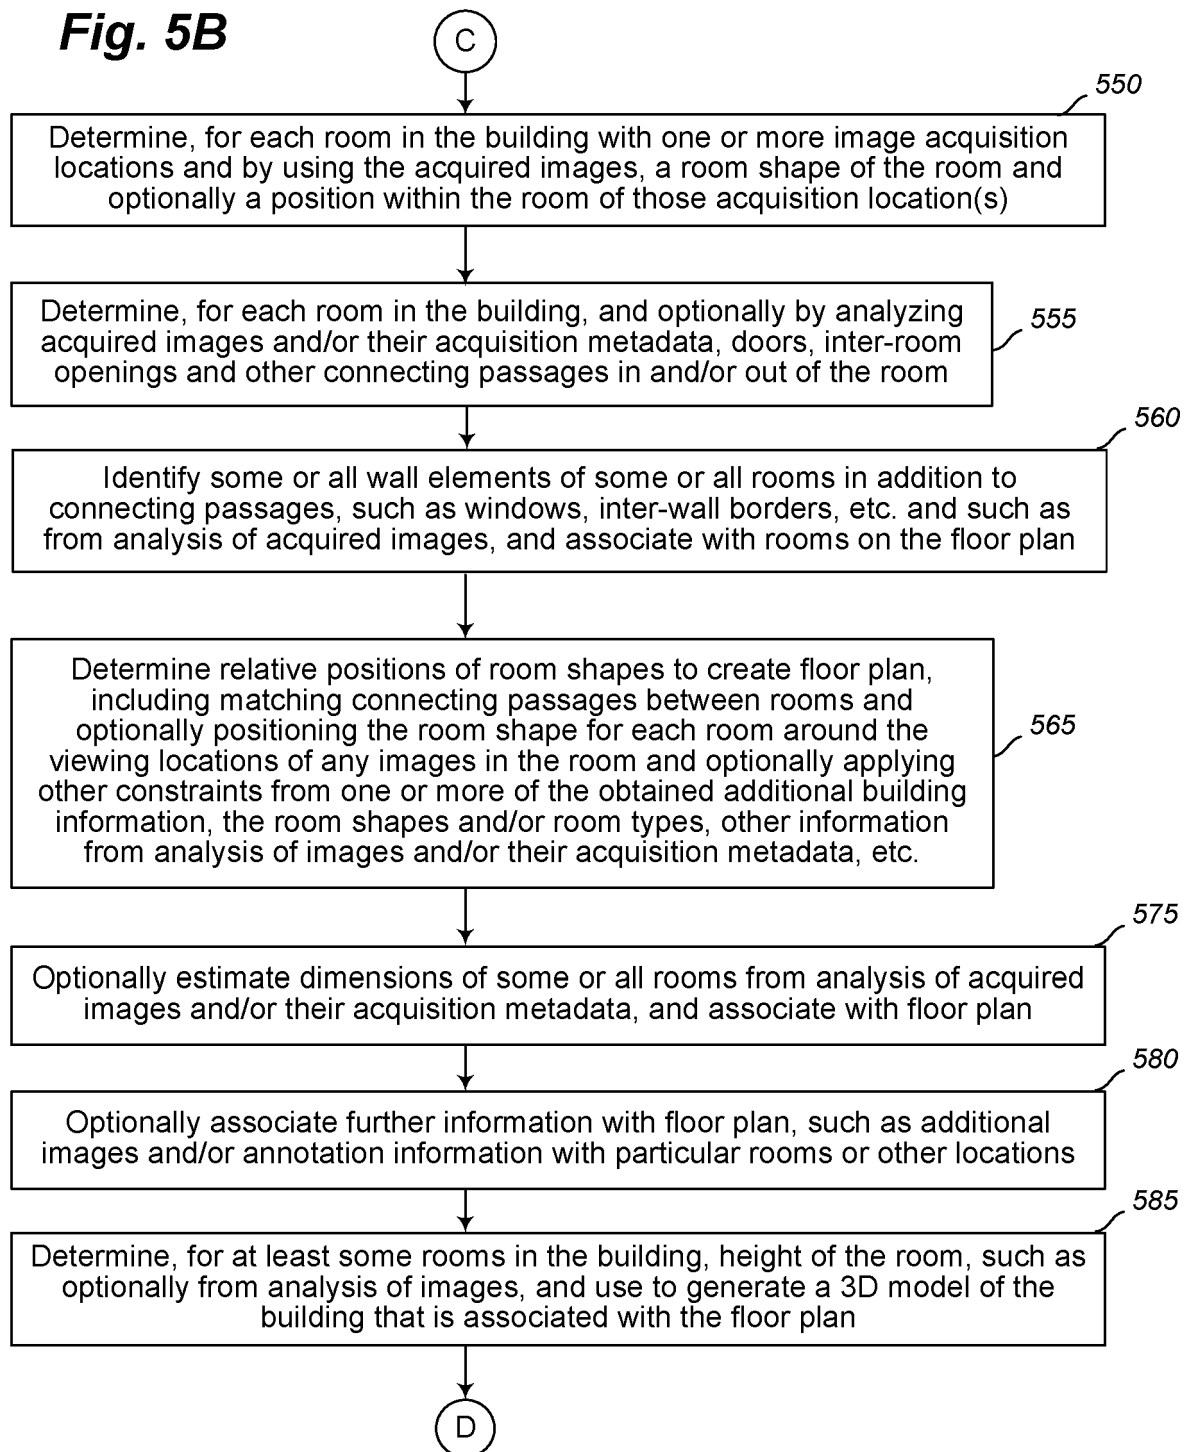 Fig. 5B
C
550
Determine, for each room in the building with one or more image acquisition
locations and by using the acquired images, a room shape of the room and
optionally a position within the room of those acquisition location(s)
Determine, for each room in the building, and optionally by analyzing
acquired images and/or their acquisition metadata, doors, inter-room
openings and other connecting passages in and/or out of the room
555
560
Identify some or all wall elements of some or all rooms in addition to
connecting passages, such as windows, inter-wall borders, etc. and such as
from analysis of acquired images, and associate with rooms on the floor plan
Determine relative positions of room shapes to create floor plan,
including matching connecting passages between rooms and
optionally positioning the room shape for each room around the
viewing locations of any images in the room and optionally applying
other constraints from one or more of the obtained additional building
information, the room shapes and/or room types, other information
from analysis of images and/or their acquisition metadata, etc.
565
575
Optionally estimate dimensions of some or all rooms from analysis of acquired
images and/or their acquisition metadata, and associate with floor plan
580
Optionally associate further information with floor plan, such as additional
images and/or annotation information with particular rooms or other locations
585
Determine, for at least some rooms in the building, height of the room, such as
optionally from analysis of images, and use to generate a 3D model of the
building that is associated with the floor plan
D